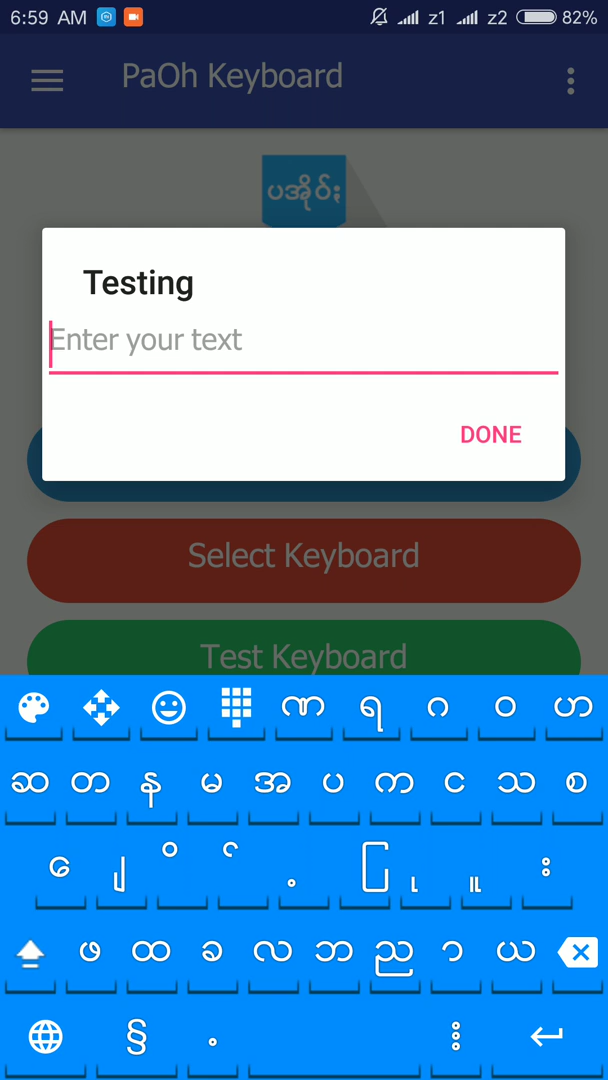 6:59 AM z1 z2 82%
PaOh Keyboard
ပအိုဝ်ႏ
Testing
Enter your text
DONE
Select Keyboard
Test Keyboard
ဏ ရ ဂ ဝ ဟ
ဆ တ န မ အ ပ က င သ စ
ေ ျ ိ ် ့ ြ ု ူ း
ဖ ထ ခ လ ဘ ည ာ ယ
§ . ႏ